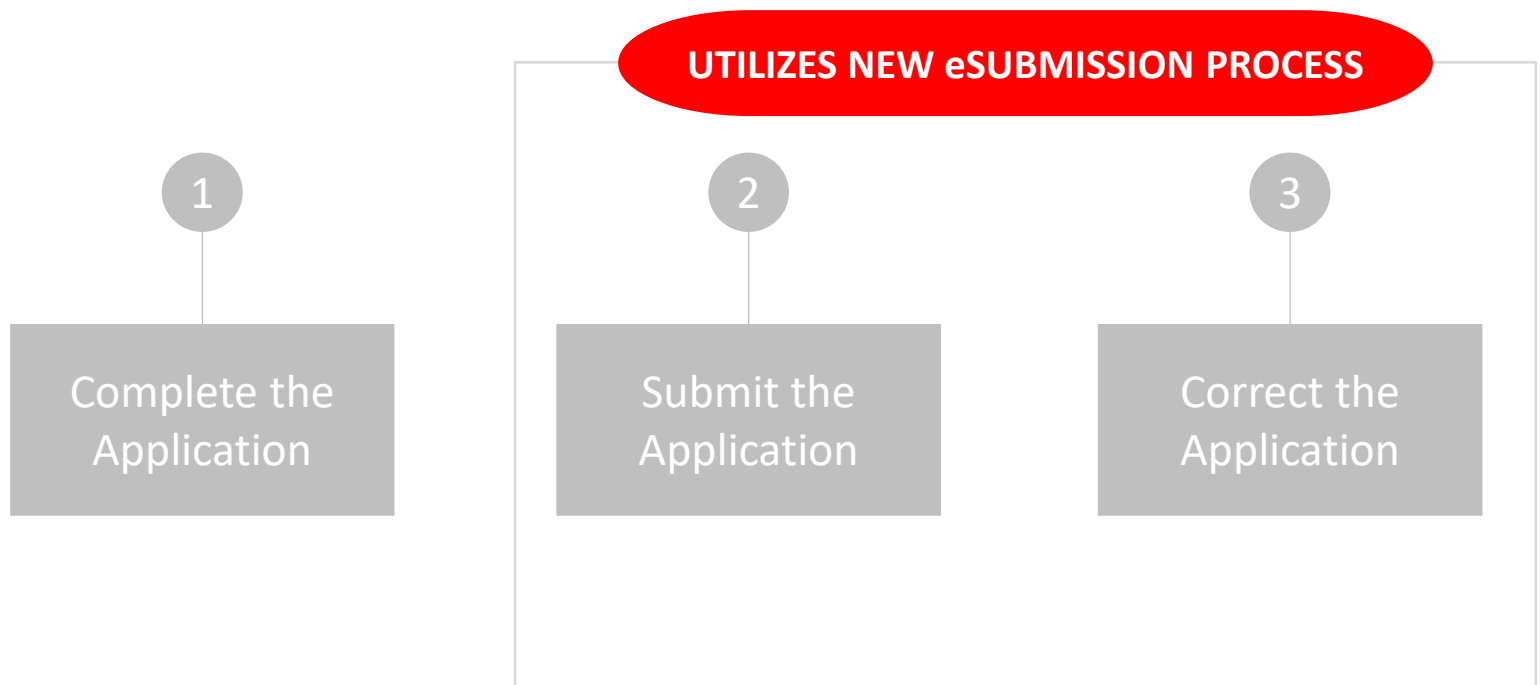 UTILIZES NEW eSUBMISSION PROCESS
1
2
3
Complete the
Application
Submit the
Application
Correct the
Application